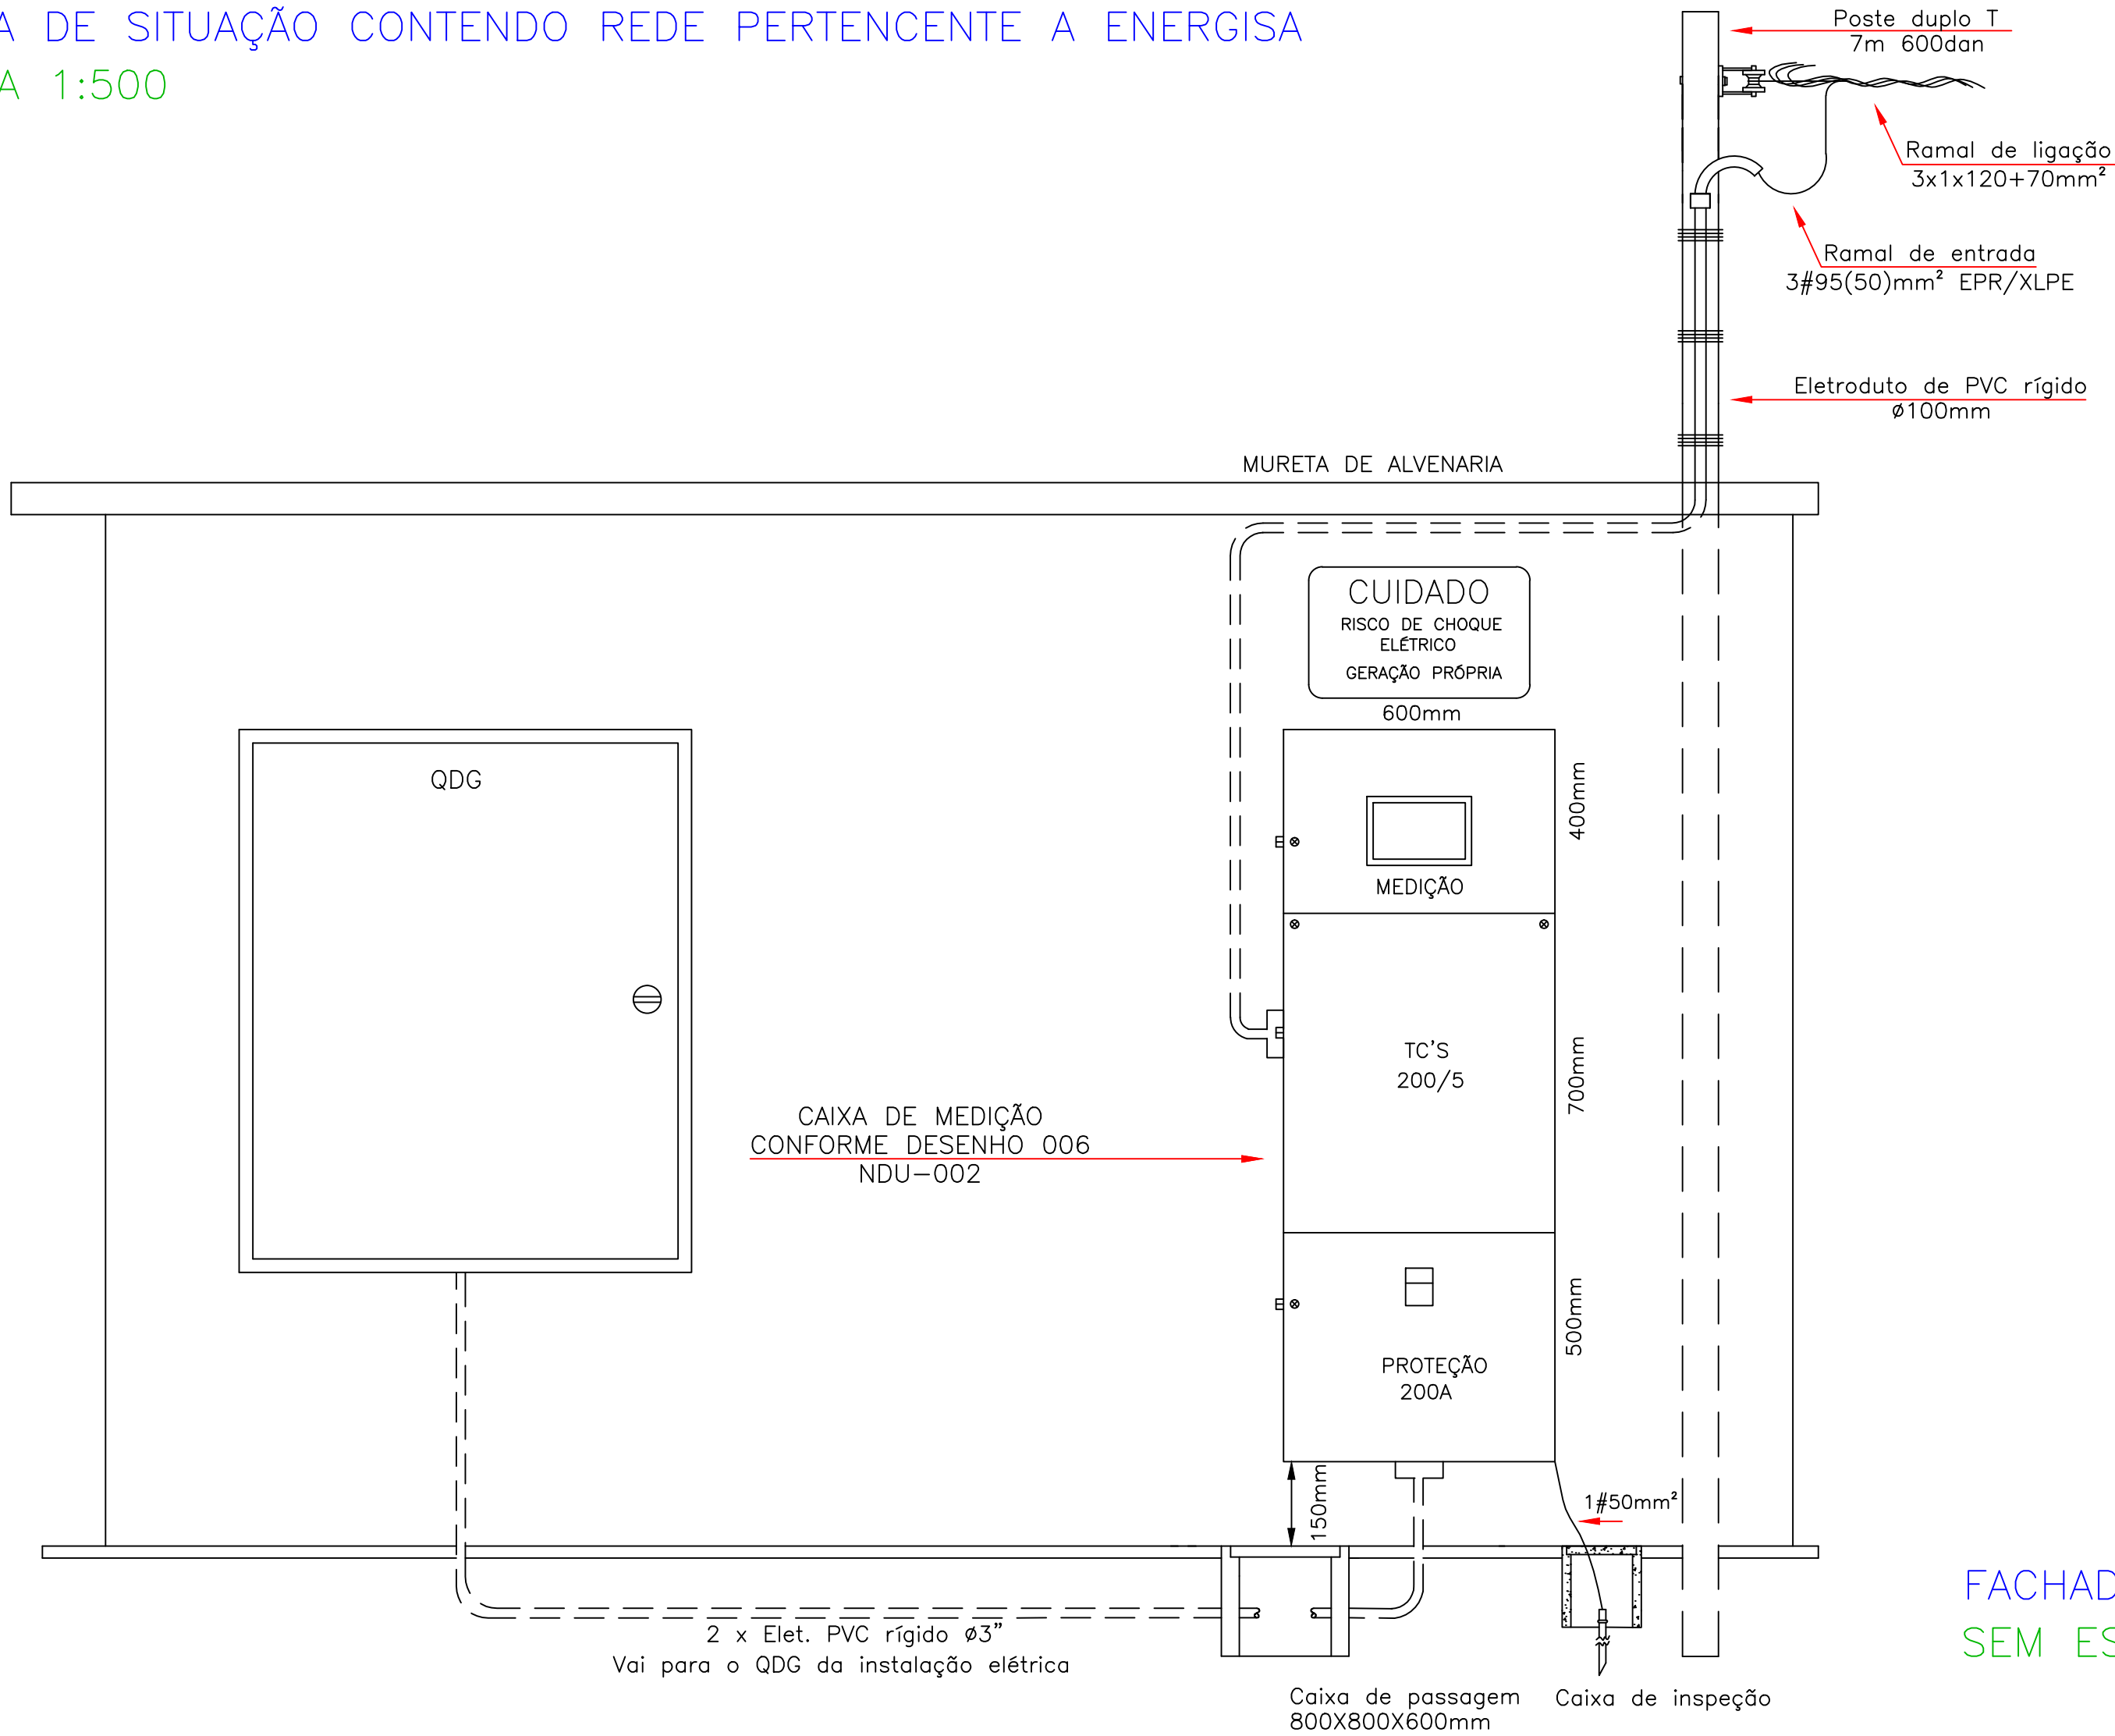 A DE SITUAÇÃO CONTENDO REDE PERTENCENTE A ENERGISA
A 1:500
Poste duplo T
7m 600dan
Ramal de ligação
3x1x120+70mm²
Ramal de entrada
3#95(50)mm² EPR/XLPE
Eletroduto de PVC rígido
ø100mm
MURETA DE ALVENARIA
CUIDADO
RISCO DE CHOQUE
ELÉTRICO
GERAÇÃO PRÓPRIA
600mm
QDG
400mm
MEDIÇÃO
TC'S
200/5
700mm
CAIXA DE MEDIÇÃO
CONFORME DESENHO 006
NDU-002
500mm
PROTEÇÃO
200A
150mm
1#50mm²
FACHAD
SEM ES
2 x Elet. PVC rígido ø3"
Vai para o QDG da instalação elétrica
Caixa de passagem
800X800X600mm
Caixa de inspeção